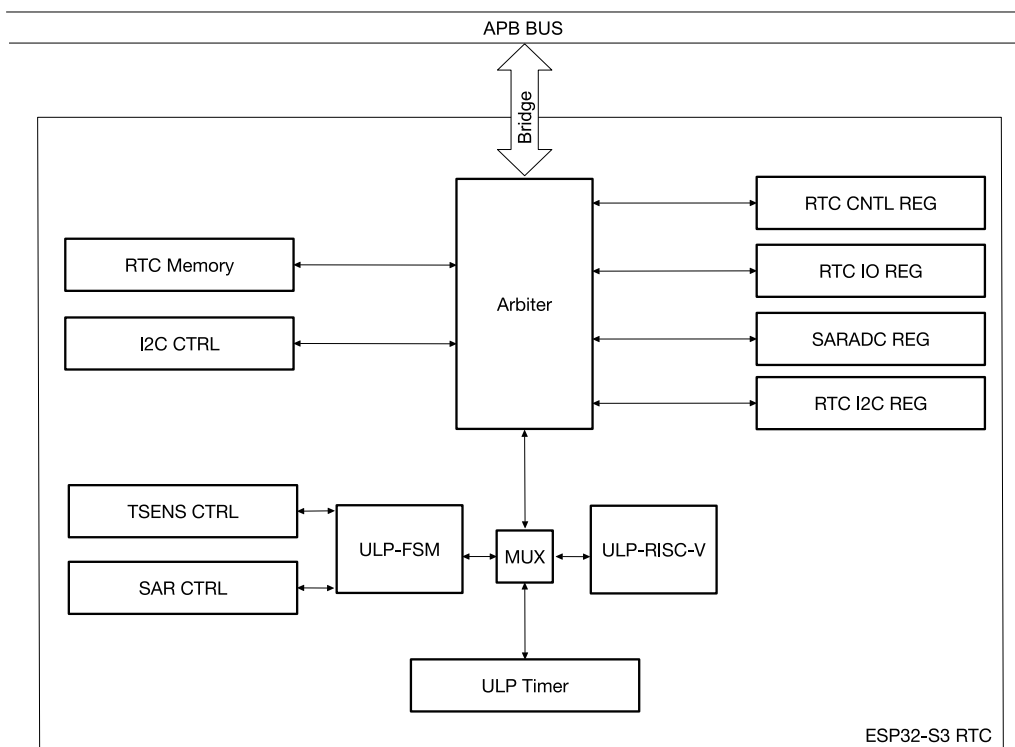 APB BUS
Bridge
RTC CNTL REG
RTC Memory
RTC IO REG
Arbiter
I2C CTRL
SARADC REG
RTC I2C REG
TSENS CTRL
ULP-FSM
MUX
ULP-RISC-V
SAR CTRL
ULP Timer
ESP32-S3 RTC